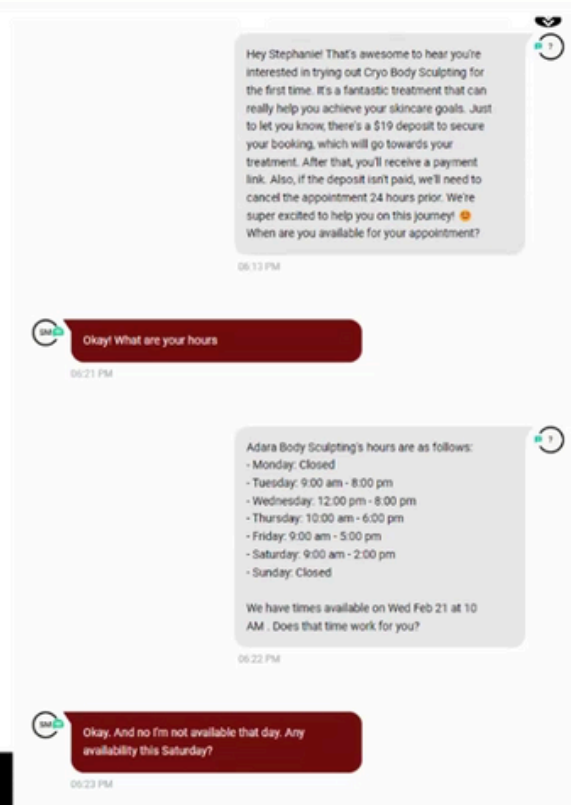 ?
Hey Stephanie! That's awesome to hear you're
interested in trying out Cryo Body Sculpting for
the first time. It's a fantastic treatment that can
really help you achieve your skincare goals. Just
to let you know, there's a $19 deposit to secure
your booking, which will go towards your
treatment. After that, you'll receive a payment
link. Also, if the deposit isn't paid, we'll need to
cancel the appointment 24 hours prior. We're
super excited to help you on this journey! 😊
When are you available for your appointment?
06:13 PM
SM
Okay! What are your hours
06:21 PM
?
Adara Body Sculpting's hours are as follows:
- Monday: Closed
- Tuesday: 9:00 am - 8:00 pm
- Wednesday: 12:00 pm - 8:00 pm
- Thursday: 10:00 am - 6:00 pm
- Friday: 9:00 am - 5:00 pm
- Saturday: 9:00 am - 2:00 pm
- Sunday: Closed
We have times available on Wed Feb 21 at 10
AM . Does that time work for you?
06:22 PM
SM
Okay. And no I'm not available that day. Any
availability this Saturday?
06:23 PM